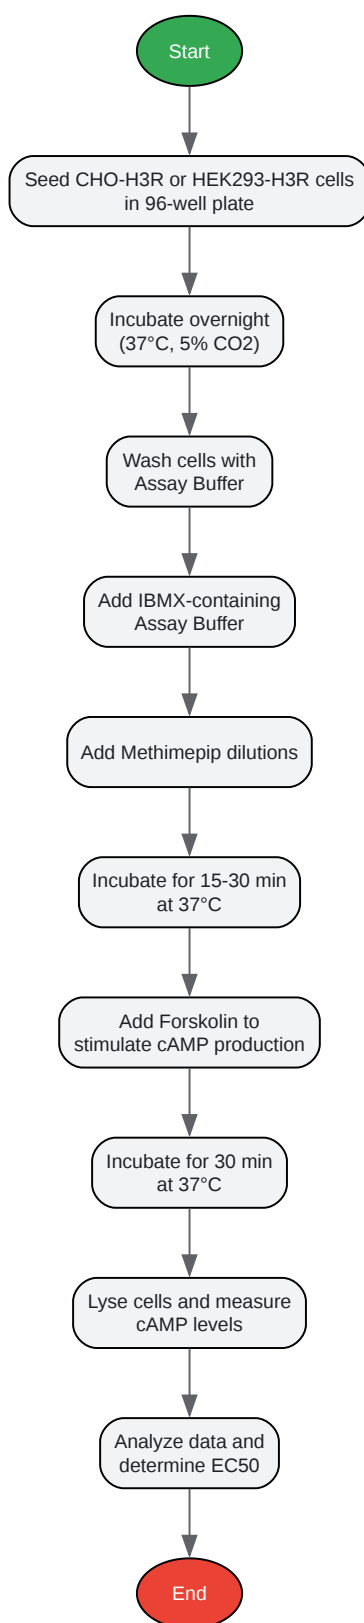 Start
Seed CHO-H3R or HEK293-H3R cells
in 96-well plate
Incubate overnight
(37°C, 5% CO2)
Wash cells with
Assay Buffer
Add IBMX-containing
Assay Buffer
Add Methimepip dilutions
Incubate for 15-30 min
at 37°C
Add Forskolin to
stimulate cAMP production
Incubate for 30 min
at 37°C
Lyse cells and measure
cAMP levels
Analyze data and
determine EC50
End